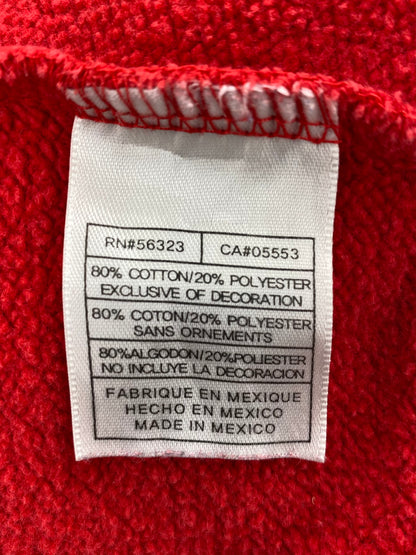 RN#56323 CA#05553
80% COTTON/20% POLYESTER
EXCLUSIVE OF DECORATION
80% COTON/20% POLYESTER
SANS ORNEMENTS
80%ALGODON/20%POLIESTER
NO INCLUYE LA DECORACION
FABRIQUE EN MEXIQUE
HECHO EN MEXICO
MADE IN MEXICO